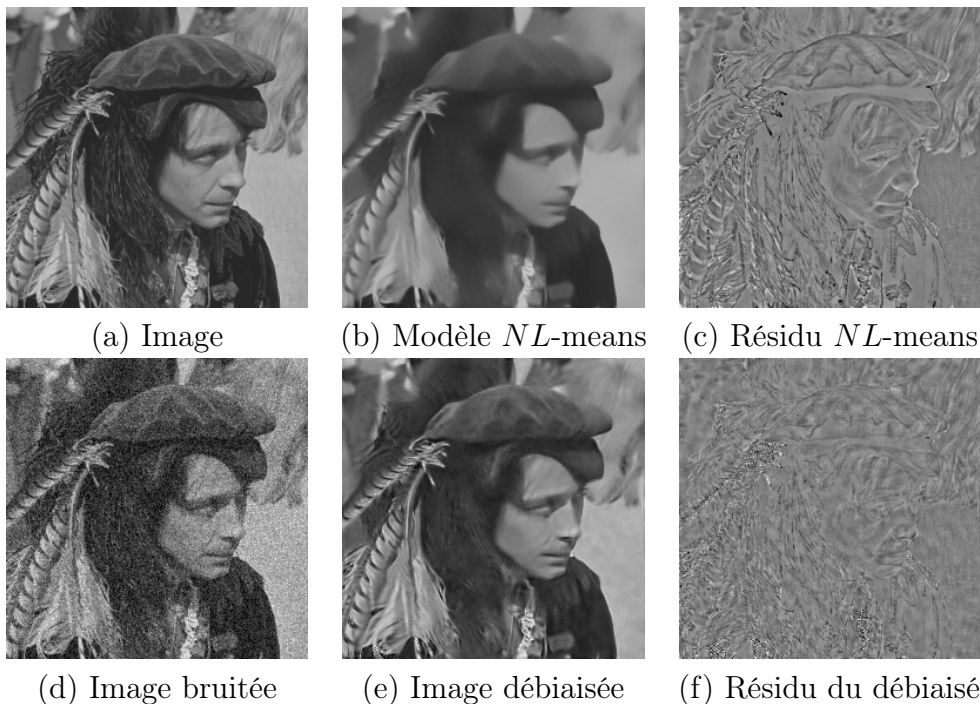 (a) Image
(b) Modèle NL-means
(c) Résidu NL-means
(d) Image bruitée
(e) Image débiaisée
(f) Résidu du débiaisé